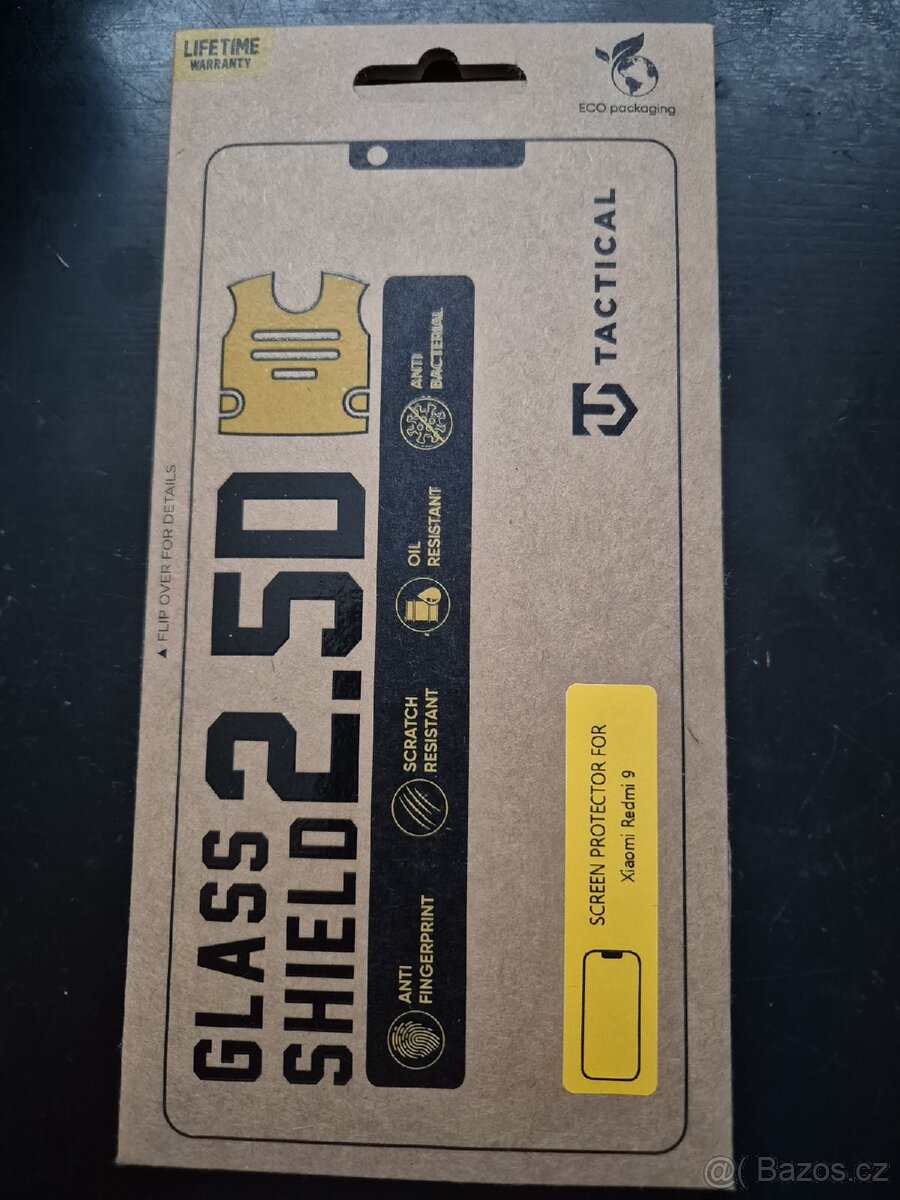 LIFETIME
WARRANTY
ECO packaging
TACTICAL
▲ FLIP OVER FOR DETAILS
GLASS
SHIELD
2.5D
ANTI
FINGERPRINT
SCRATCH
RESISTANT
OIL
RESISTANT
ANTI
BACTERIAL
SCREEN PROTECTOR FOR
Xiaomi Redmi 9
@( Bazos.cz